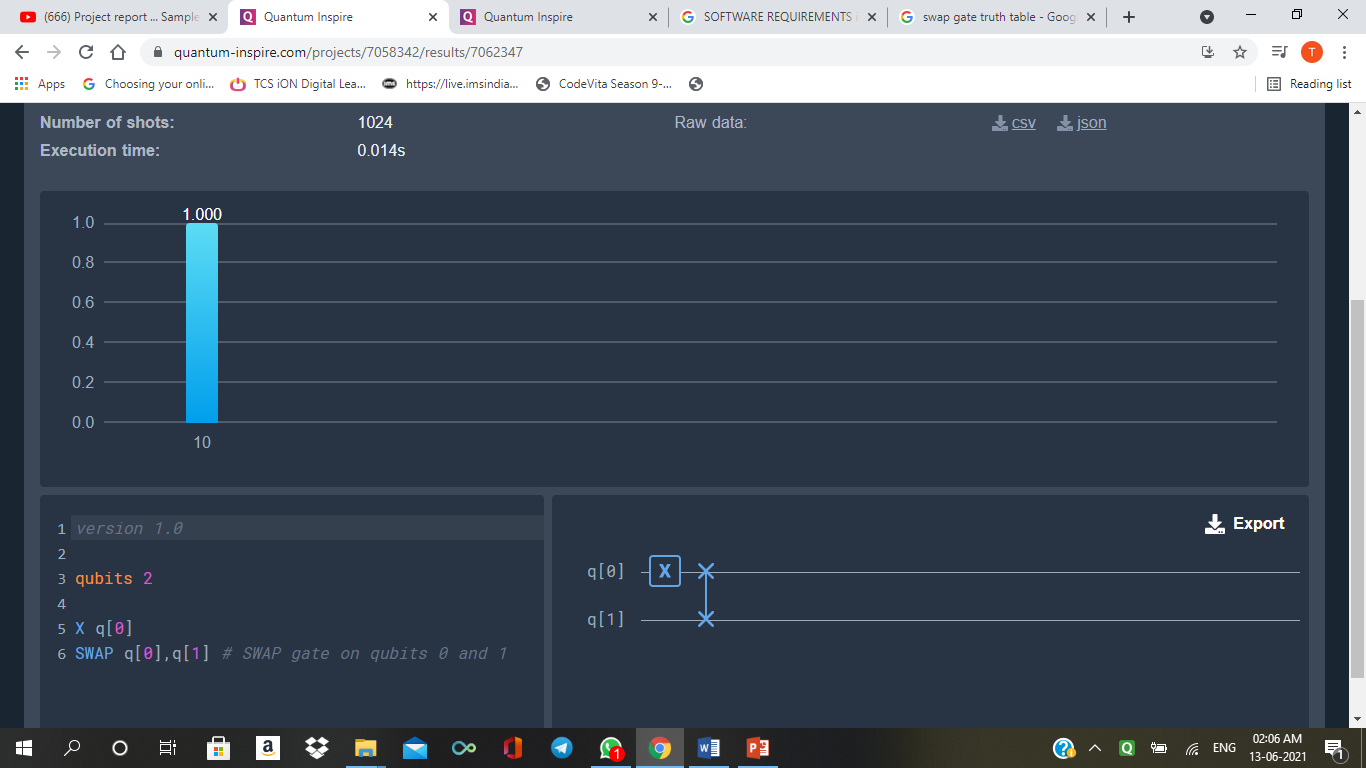 (666) Project report ... Sample
Quantum Inspire
Quantum Inspire
SOFTWARE REQUIREMENTS
swap gate truth table - Goog
quantum-inspire.com/projects/7058342/results/7062347
T
Apps
Choosing your onli...
TCS iON Digital Lea...
https://live.imsindia...
CodeVita Season 9-...
Reading list
Number of shots: 1024 Raw data: csv json
Execution time: 0.014s
1.000
1.0
0.8
0.6
0.4
0.2
0.0
10
1 version 1.0
2
3 qubits 2
4
5 X q[0]
6 SWAP q[0],q[1] # SWAP gate on qubits 0 and 1
Export
q[0] X
q[1]
1
ENG
02:06 AM
13-06-2021
1